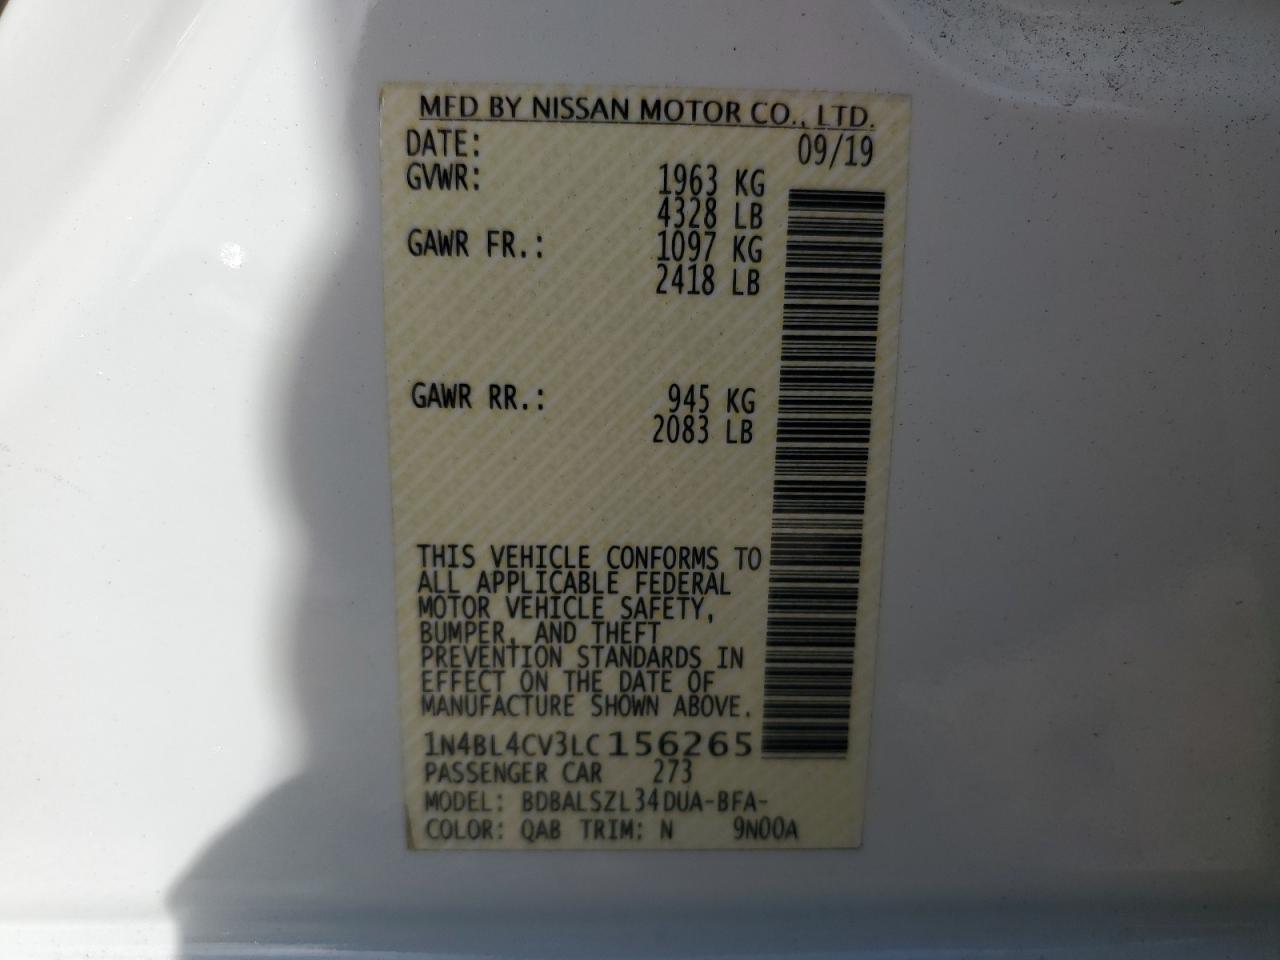 MFD BY NISSAN MOTOR CO., LTD.
DATE: 09/19
GVWR: 1963 KG
4328 LB
GAWR FR.: 1097 KG
2418 LB
GAWR RR.: 945 KG
2083 LB
THIS VEHICLE CONFORMS TO
ALL APPLICABLE FEDERAL
MOTOR VEHICLE SAFETY,
BUMPER, AND THEFT
PREVENTION STANDARDS IN
EFFECT ON THE DATE OF
MANUFACTURE SHOWN ABOVE.
1N4BL4CV3LC156265
PASSENGER CAR 273
MODEL: BDBALSZL34DUA-BFA-
COLOR: QAB TRIM: N 9N00A